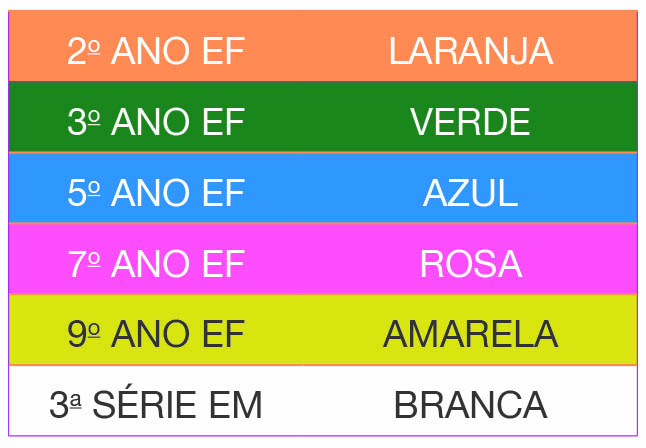 2º ANO EF LARANJA
3º ANO EF VERDE
5º ANO EF AZUL
7º ANO EF ROSA
9º ANO EF AMARELA
3ª SÉRIE EM BRANCA